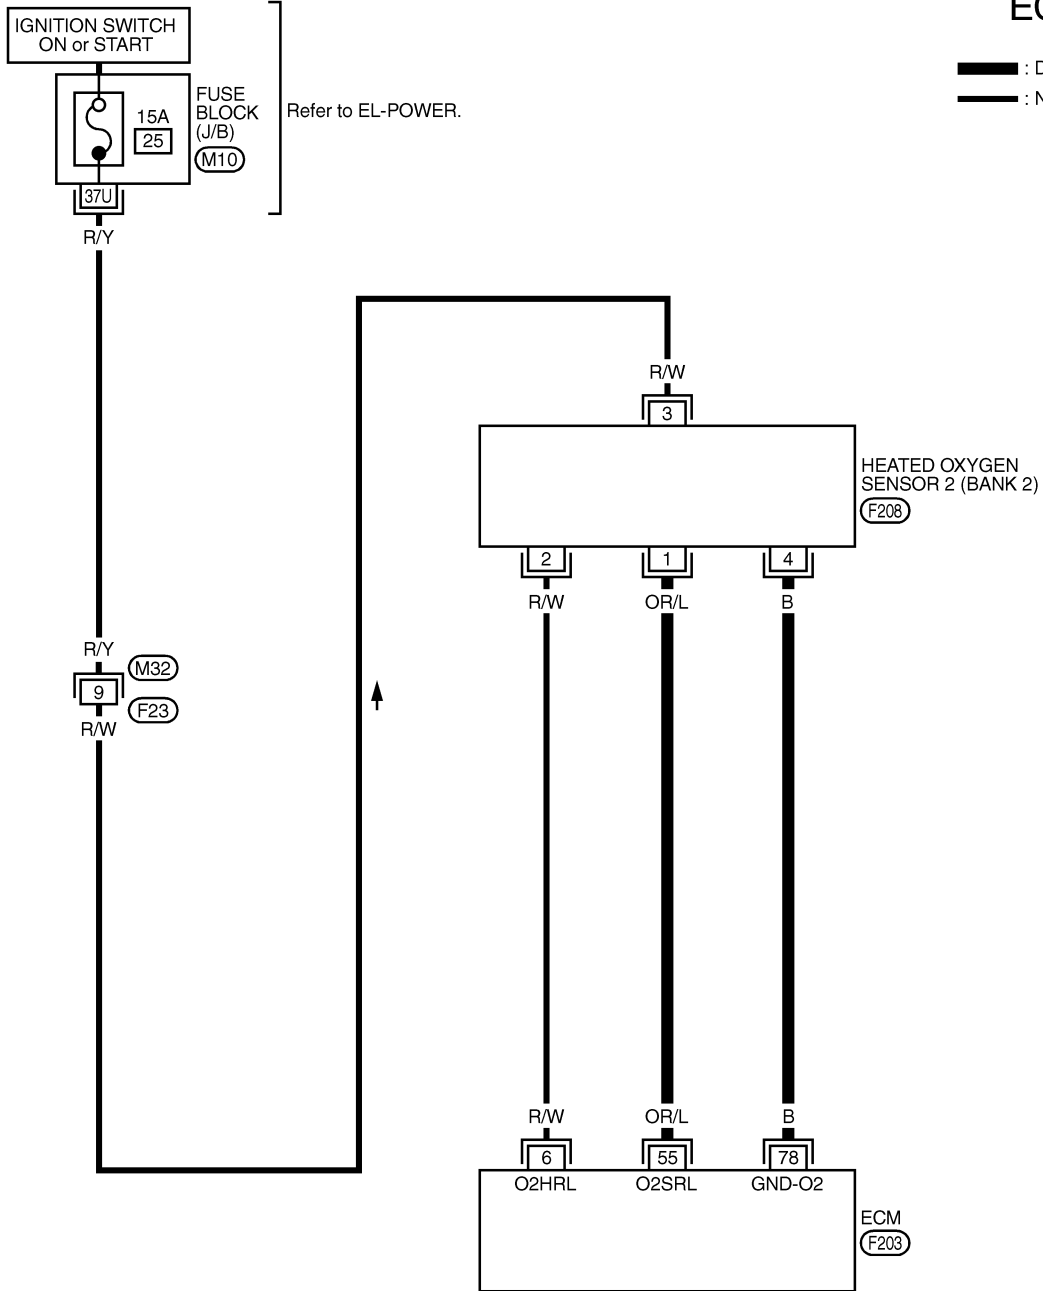 IGNITION SWITCH
ON or START
15A
25
FUSE
BLOCK
(J/B)
M10
Refer to EL-POWER.
37U
R/Y
R/W
3
HEATED OXYGEN
SENSOR 2 (BANK 2)
F208
2
1
4
R/W
OR/L
B
R/Y
M32
9
F23
R/W
R/W
OR/L
B
6
55
78
O2HRL
O2SRL
GND-O2
ECM
F203